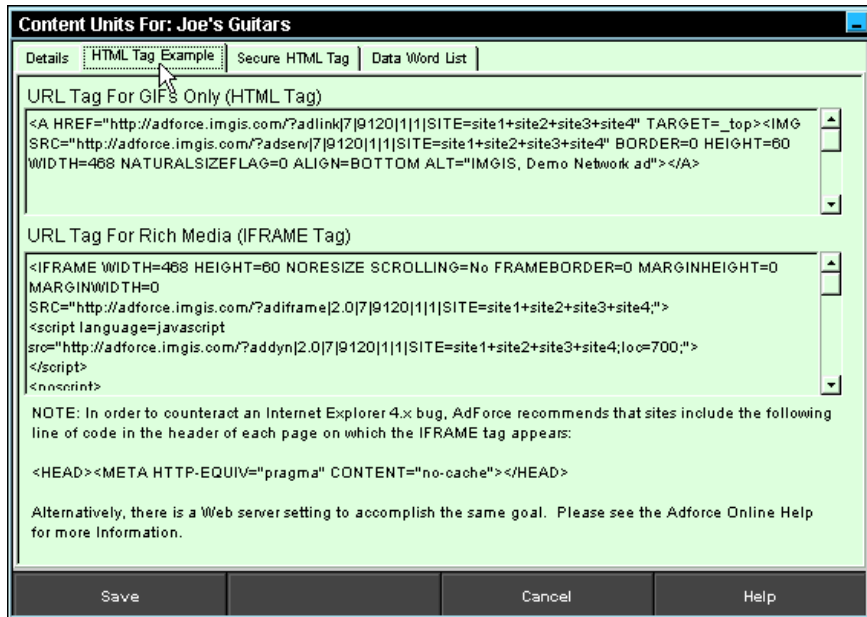 Content Units For: Joe's Guitars
Details HTML Tag Example Secure HTML Tag Data Word List
URL Tag For GIFs Only (HTML Tag)
<A HREF="http://adforce.imgis.com/?adlink|7|9120|1|1|SITE=site1+site2+site3+site4" TARGET=_top><IMG
SRC="http://adforce.imgis.com/?adserv|7|9120|1|1|SITE=site1+site2+site3+site4" BORDER=0 HEIGHT=60
WIDTH=468 NATURALSIZEFLAG=0 ALIGN=BOTTOM ALT="IMGIS, Demo Network ad"></A>
URL Tag For Rich Media (IFRAME Tag)
<IFRAME WIDTH=468 HEIGHT=60 NORESIZE SCROLLING=No FRAMEBORDER=0 MARGINHEIGHT=0
MARGINWIDTH=0
SRC="http://adforce.imgis.com/?adiframe|2.0|7|9120|1|1|SITE=site1+site2+site3+site4;">
<script language=javascript
src="http://adforce.imgis.com/?addyn|2.0|7|9120|1|1|SITE=site1+site2+site3+site4;loc=700;">
</script>
<noscript>
NOTE: In order to counteract an Internet Explorer 4.x bug, AdForce recommends that sites include the following
line of code in the header of each page on which the IFRAME tag appears:
<HEAD><META HTTP-EQUIV="pragma" CONTENT="no-cache"></HEAD>
Alternatively, there is a Web server setting to accomplish the same goal. Please see the Adforce Online Help
for more Information.
Save Cancel Help